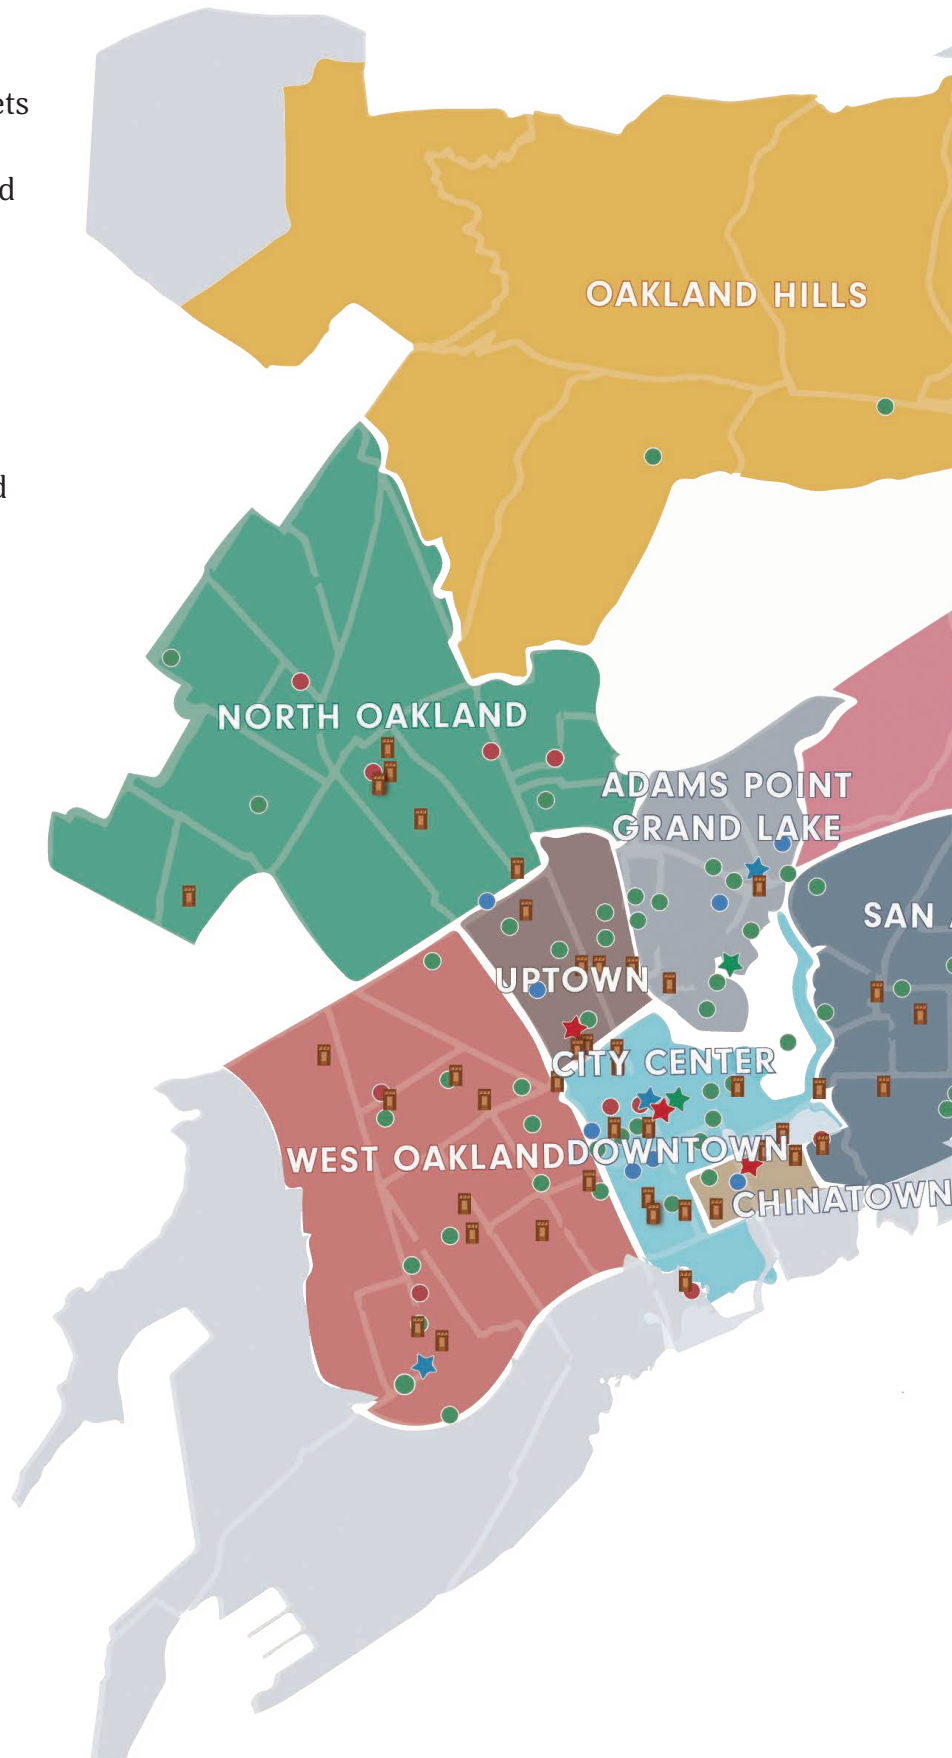 OAKLAND HILLS
NORTH OAKLAND
ADAMS POINT
GRAND LAKE
SAN
UPTOWN
CITY CENTER
WEST OAKLAND
DOWNTOWN
CHINATOWN